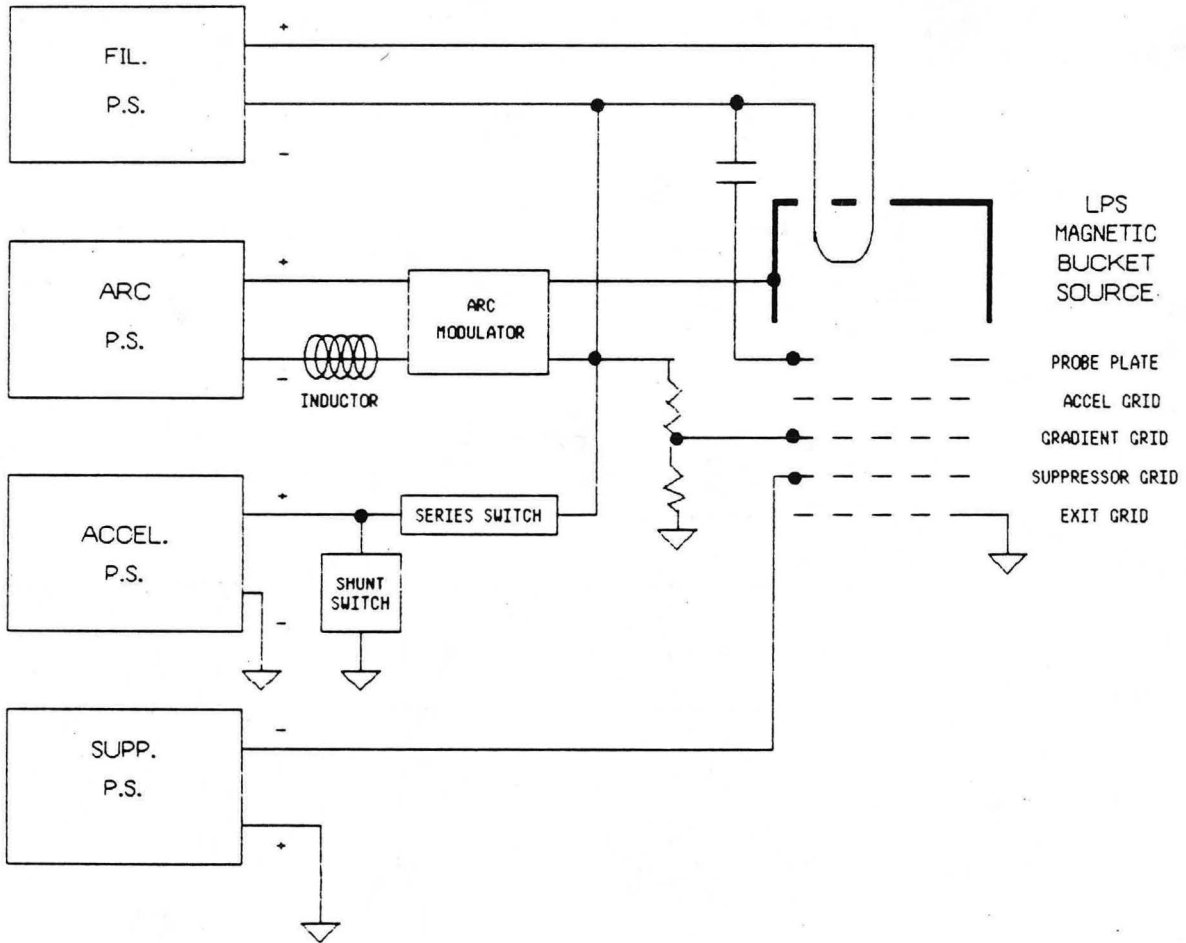 FIL.
P.S.
+
-
ARC
P.S.
+
-
INDUCTOR
ARC
MODULATOR
ACCEL.
P.S.
+
-
SERIES SWITCH
SHUNT
SWITCH
SUPP.
P.S.
-
+
LPS
MAGNETIC
BUCKET
SOURCE
PROBE PLATE
ACCEL GRID
GRADIENT GRID
SUPPRESSOR GRID
EXIT GRID